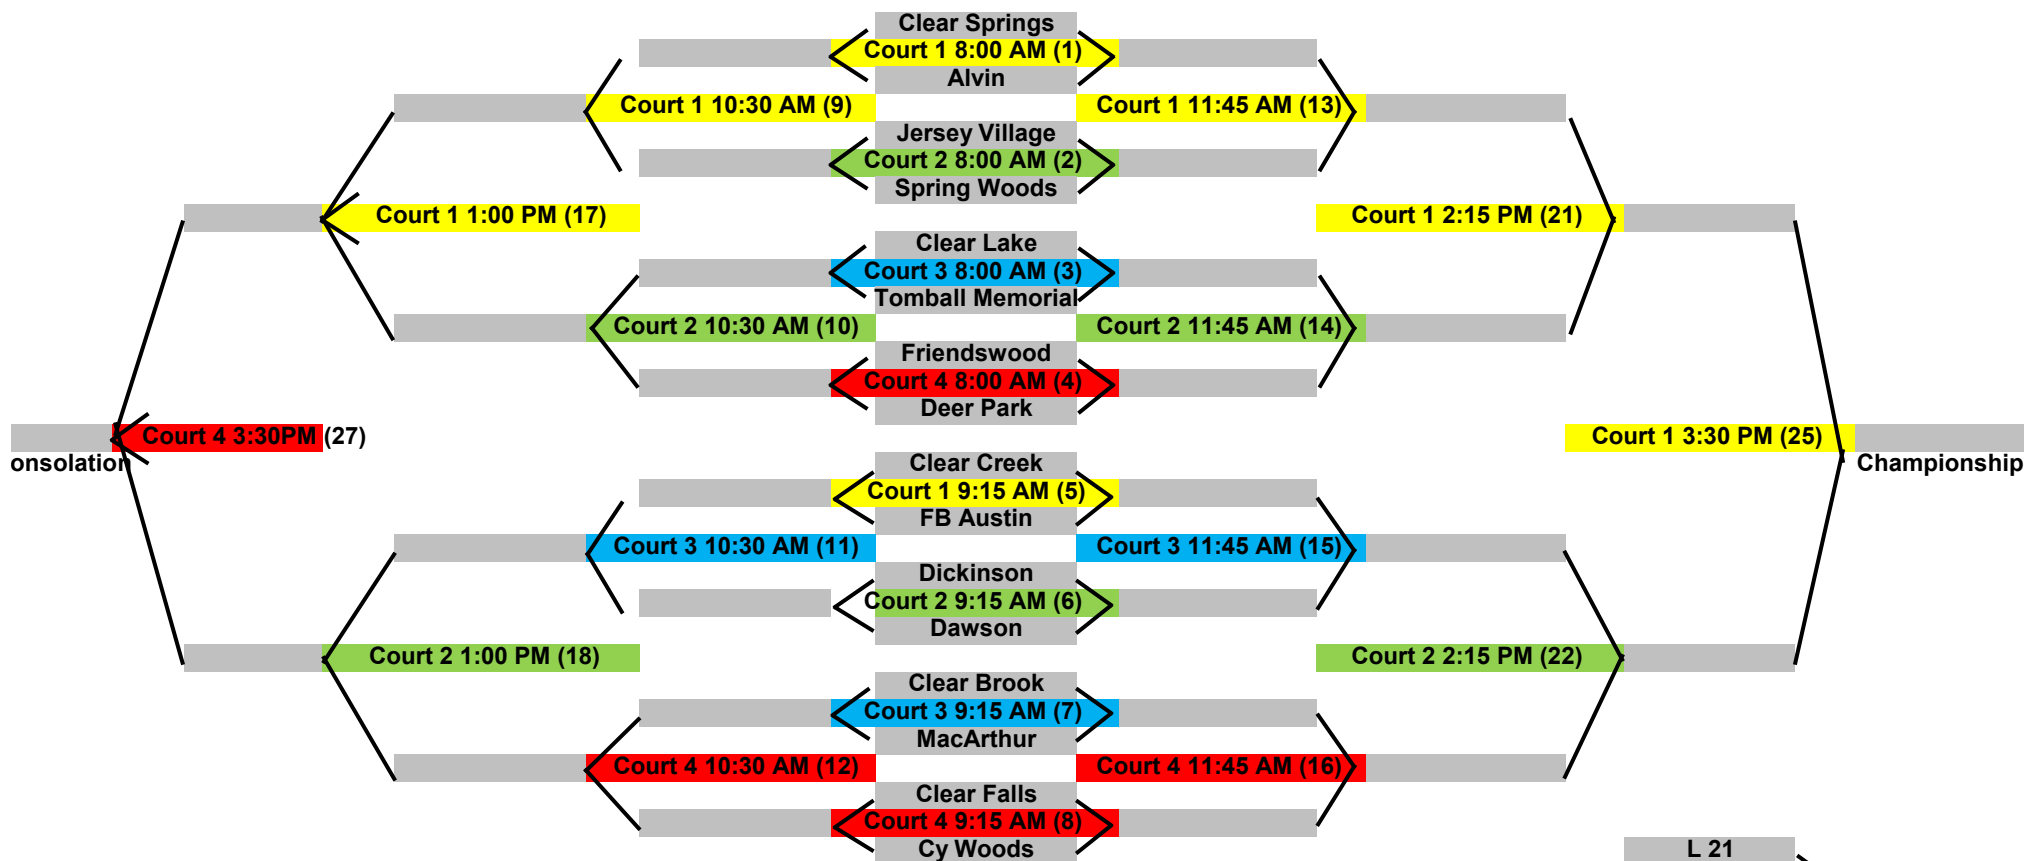 Clear Springs
Court 1 8:00 AM (1)
Alvin
Court 1 10:30 AM (9)
Court 1 11:45 AM (13)
Jersey Village
Court 2 8:00 AM (2)
Spring Woods
Court 1 1:00 PM (17)
Court 1 2:15 PM (21)
Clear Lake
Court 3 8:00 AM (3)
Tomball Memorial
Court 2 10:30 AM (10)
Court 2 11:45 AM (14)
Friendswood
Court 4 8:00 AM (4)
Deer Park
Court 4 3:30PM (27)
Court 1 3:30 PM (25)
onsolation
Clear Creek
Championship
Court 1 9:15 AM (5)
FB Austin
Court 3 10:30 AM (11)
Court 3 11:45 AM (15)
Dickinson
Court 2 9:15 AM (6)
Dawson
Court 2 1:00 PM (18)
Court 2 2:15 PM (22)
Clear Brook
Court 3 9:15 AM (7)
MacArthur
Court 4 10:30 AM (12)
Court 4 11:45 AM (16)
Clear Falls
Court 4 9:15 AM (8)
Cy Woods
L 21